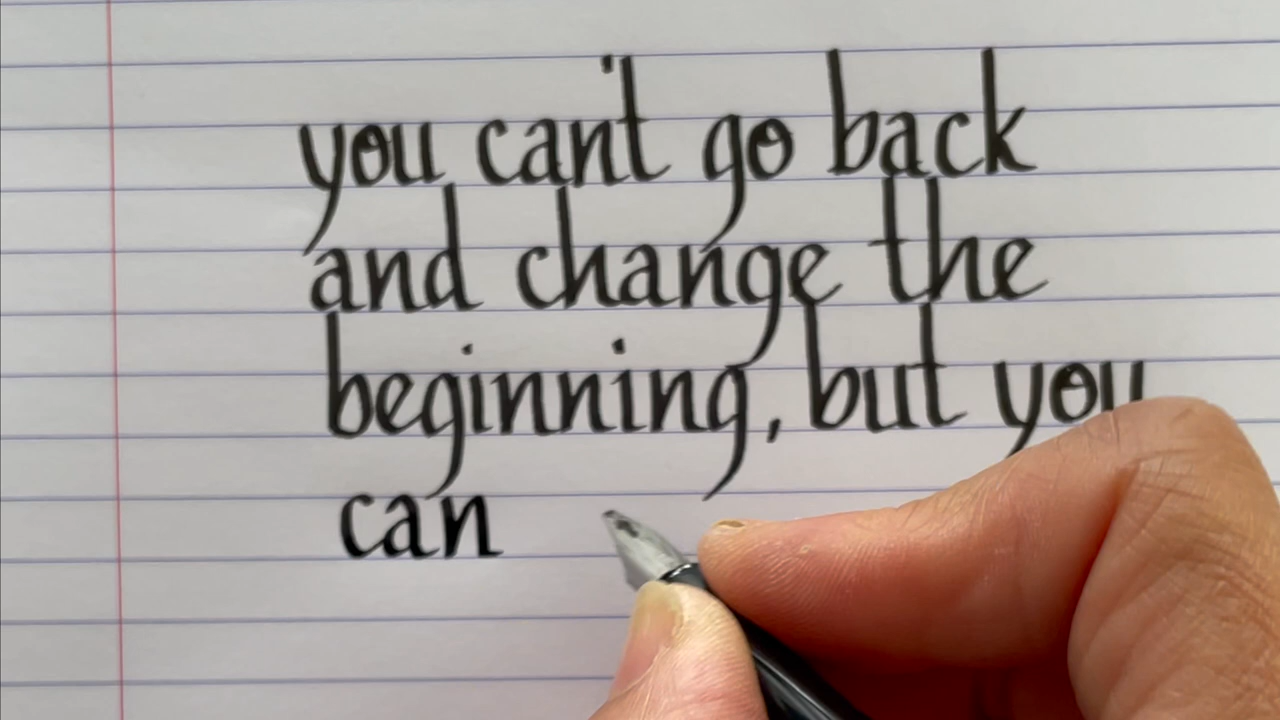 you can't go back
and change the
beginning, but you
can